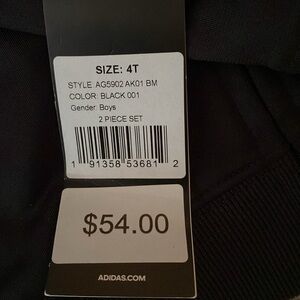 SIZE: 4T
STYLE: AG5902 AK01 BM
COLOR: BLACK 001
Gender: Boys
2 PIECE SET
1 91358 53681 2
$54.00
ADIDAS.COM